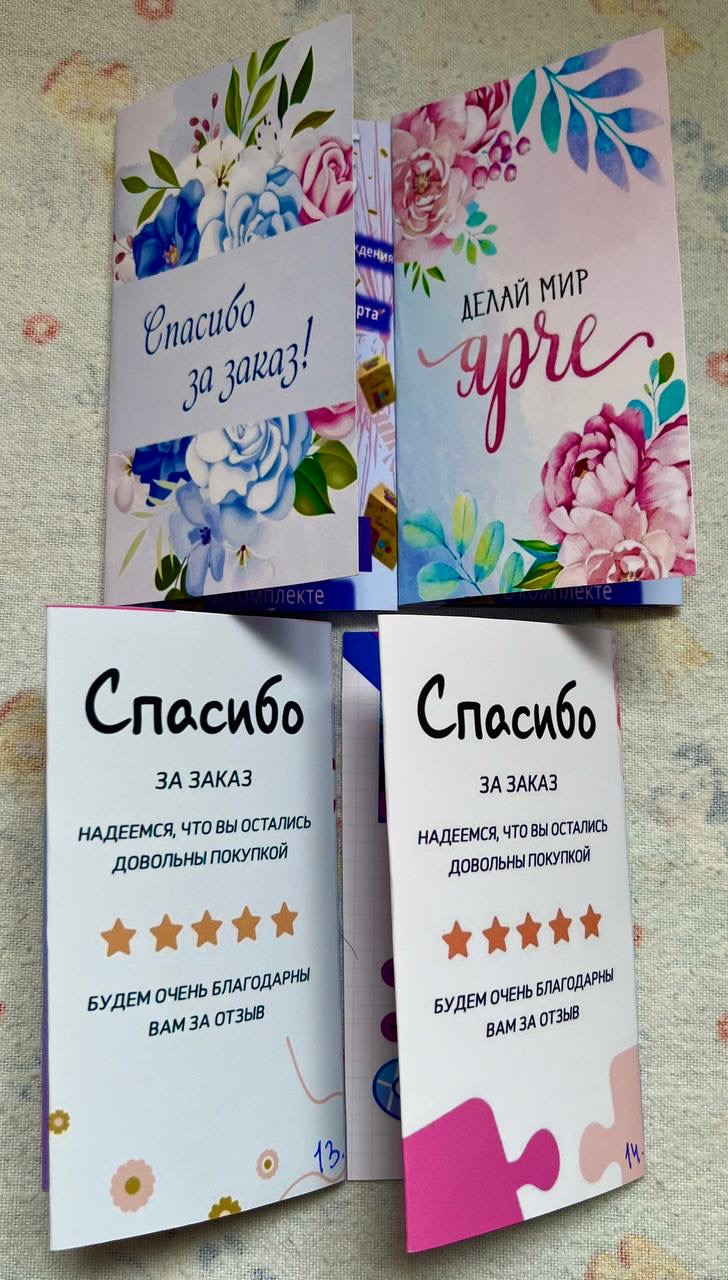 Спасибо
за заказ!
ДЕЛАЙ МИР
ярче
КОМПЛЕКТЕ
КОМПЛЕКТЕ
Спасибо
ЗА ЗАКАЗ
НАДЕЕМСЯ, ЧТО ВЫ ОСТАЛИСЬ
ДОВОЛЬНЫ ПОКУПКОЙ
БУДЕМ ОЧЕНЬ БЛАГОДАРНЫ
ВАМ ЗА ОТЗЫВ
13.
Спасибо
ЗА ЗАКАЗ
НАДЕЕМСЯ, ЧТО ВЫ ОСТАЛИСЬ
ДОВОЛЬНЫ ПОКУПКОЙ
БУДЕМ ОЧЕНЬ БЛАГОДАРНЫ
ВАМ ЗА ОТЗЫВ
14.